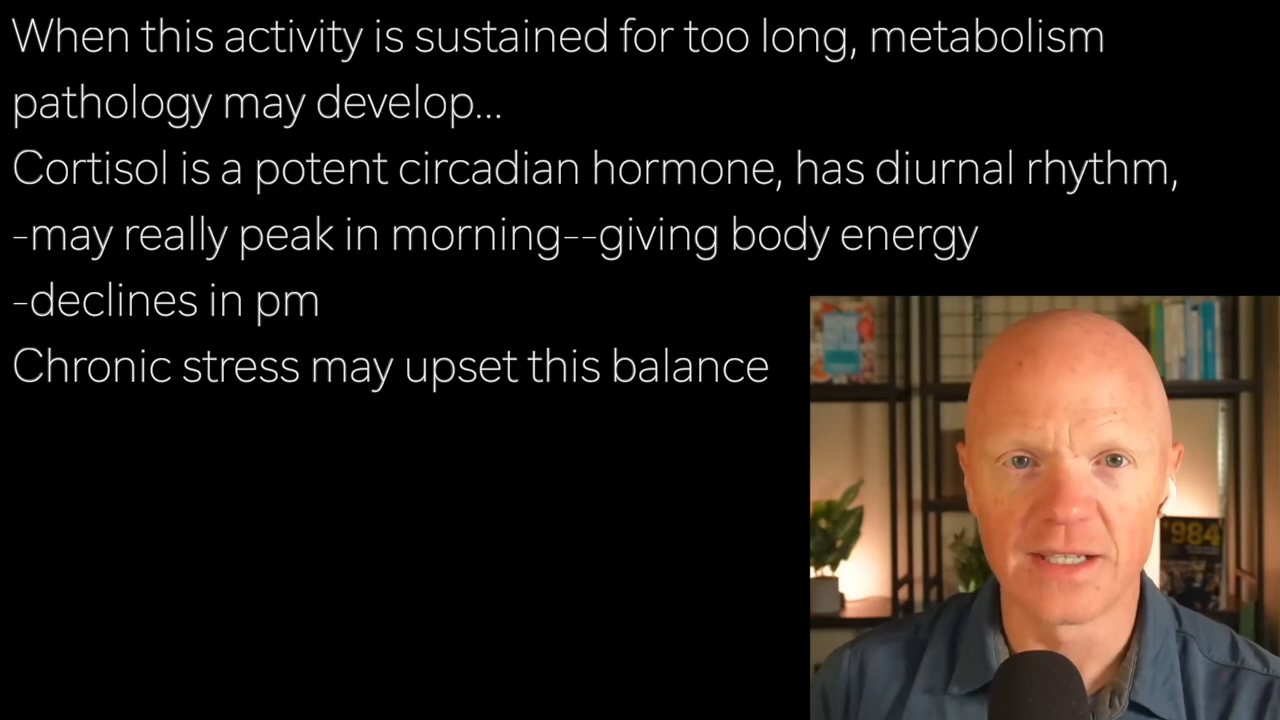 When this activity is sustained for too long, metabolism
pathology may develop...
Cortisol is a potent circadian hormone, has diurnal rhythm,
-may really peak in morning--giving body energy
-declines in pm
Chronic stress may upset this balance
'984